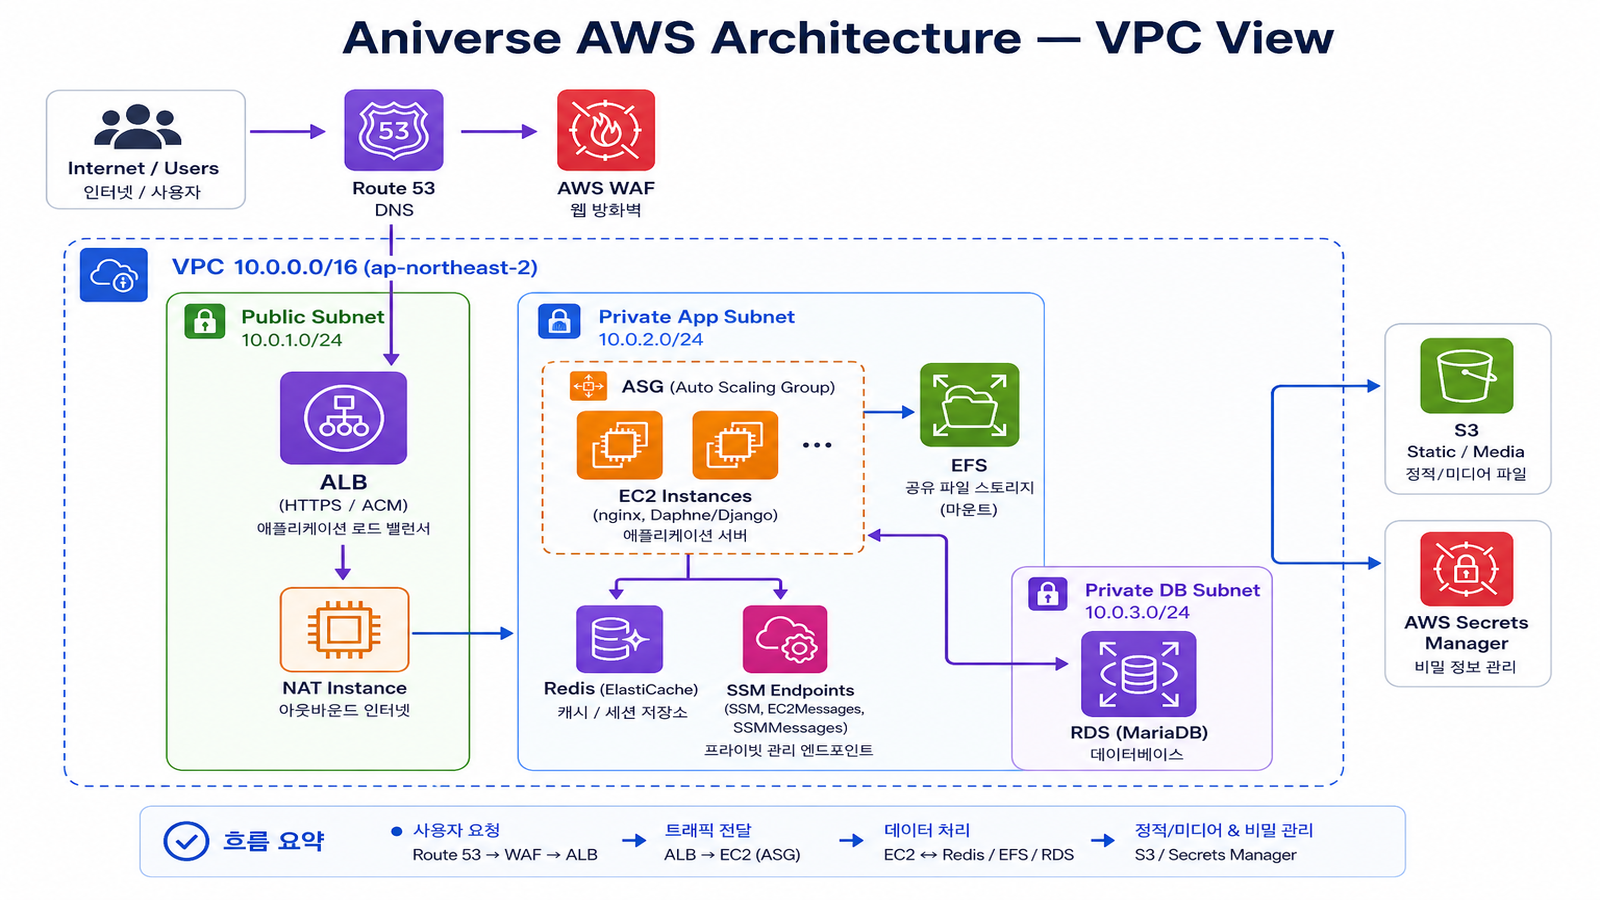 Aniverse AWS Architecture — VPC View
Internet / Users
인터넷 / 사용자
53
Route 53
DNS
AWS WAF
웹 방화벽
VPC 10.0.0.0/16 (ap-northeast-2)
Public Subnet
10.0.1.0/24
ALB
(HTTPS / ACM)
애플리케이션 로드 밸런서
NAT Instance
아웃바운드 인터넷
Private App Subnet
10.0.2.0/24
ASG (Auto Scaling Group)
...
EC2 Instances
(nginx, Daphne/Django)
애플리케이션 서버
EFS
공유 파일 스토리지
(마운트)
Redis (ElastiCache)
캐시 / 세션 저장소
SSM Endpoints
(SSM, EC2Messages,
SSMMessages)
프라이빗 관리 엔드포인트
Private DB Subnet
10.0.3.0/24
RDS (MariaDB)
데이터베이스
S3
Static / Media
정적/미디어 파일
AWS Secrets
Manager
비밀 정보 관리
흐름 요약
● 사용자 요청
Route 53 → WAF → ALB
트래픽 전달
ALB → EC2 (ASG)
데이터 처리
EC2 ↔ Redis / EFS / RDS
정적/미디어 & 비밀 관리
S3 / Secrets Manager